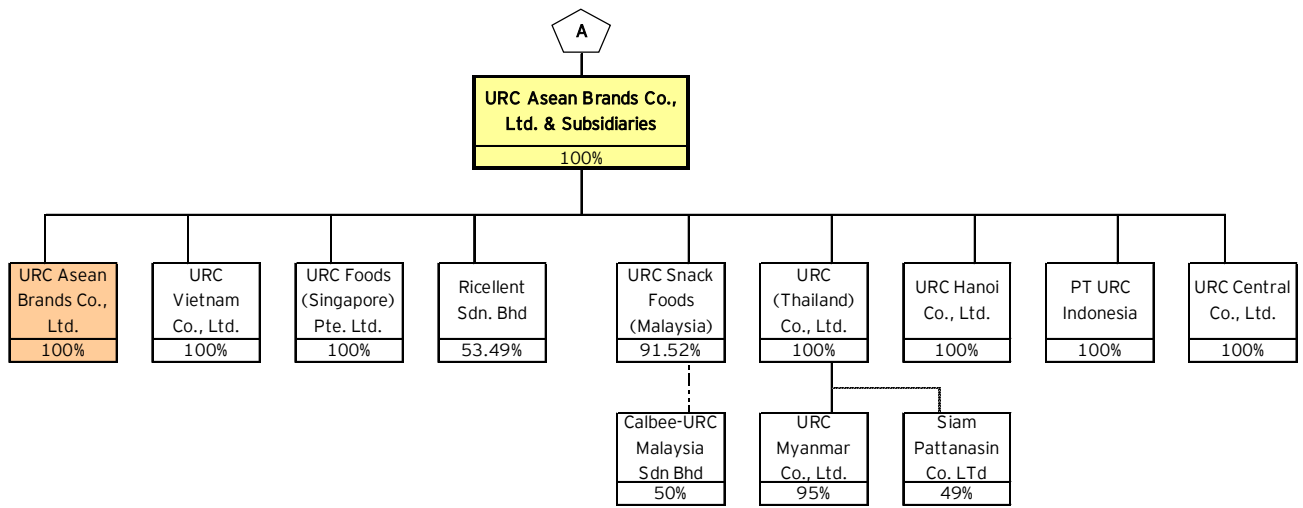 A
URC Asean Brands Co.,
Ltd. & Subsidiaries
100%
URC Asean
Brands Co.,
Ltd.
100%
URC
Vietnam
Co., Ltd.
100%
URC Foods
(Singapore)
Pte. Ltd.
100%
Ricellent
Sdn. Bhd
53.49%
URC Snack
Foods
(Malaysia)
91.52%
URC
(Thailand)
Co., Ltd.
100%
URC Hanoi
Co., Ltd.
100%
PT URC
Indonesia
100%
URC Central
Co., Ltd.
100%
Calbee-URC
Malaysia
Sdn Bhd
50%
URC
Myanmar
Co., Ltd.
95%
Siam
Pattanasin
Co. LTd
49%